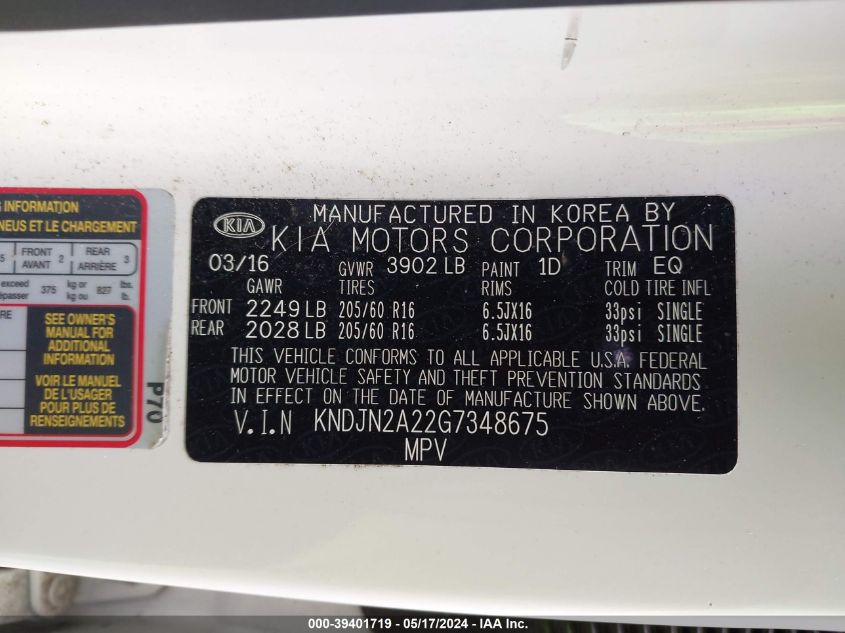 G INFORMATION
NEUS ET LE CHARGEMENT
5 FRONT AVANT 2 REAR ARRIÈRE 3
exceed 375 kg or 827 lbs.
épasser kg ou lb.
RE
SEE OWNER'S
MANUAL FOR
ADDITIONAL
INFORMATION
VOIR LE MANUEL
DE L'USAGER
POUR PLUS DE
RENSEIGNEMENTS
P70
KIA MANUFACTURED IN KOREA BY
KIA MOTORS CORPORATION
03/16 GVWR 3902 LB PAINT 1D TRIM EQ
GAWR TIRES RIMS COLD TIRE INFL
FRONT 2249 LB 205/60 R16 6.5JX16 33psi SINGLE
REAR 2028 LB 205/60 R16 6.5JX16 33psi SINGLE
THIS VEHICLE CONFORMS TO ALL APPLICABLE U.S.A. FEDERAL
MOTOR VEHICLE SAFETY AND THEFT PREVENTION STANDARDS
IN EFFECT ON THE DATE OF MANUFACTURE SHOWN ABOVE.
V.I.N KNDJN2A22G7348675
MPV
000-39401719 - 05/17/2024 - IAA Inc.